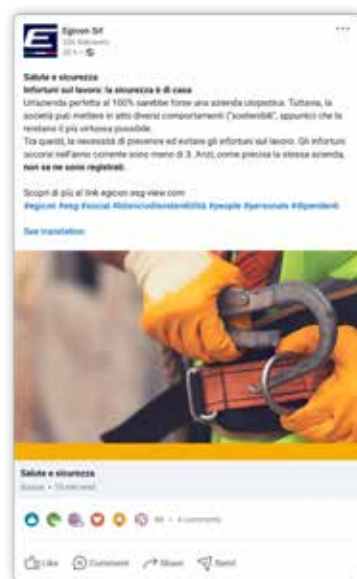 Egicon Srl
Salute e sicurezza
Infortuni sul lavoro: la sicurezza è di casa
Un'azienda perfetta al 100% sarebbe forse una azienda utopistica. Tuttavia, la
società può mettere in atto diversi comportamenti ("sostenibili", appunto) che la
rendano il più virtuosa possibile.
Tra questi, la necessità di prevenire ed evitare gli infortuni sul lavoro. Gli infortuni
occorsi nell'anno corrente sono meno di 3. Anzi, come precisa la stessa azienda,
non se ne sono registrati.
Scopri di più al link egicon.esg-view.com
#egicon #esg #social #bilanciodisostenibilità #people #personale #dipendenti
See translation
Salute e sicurezza
min read
4 comments
Like Comment Share Send